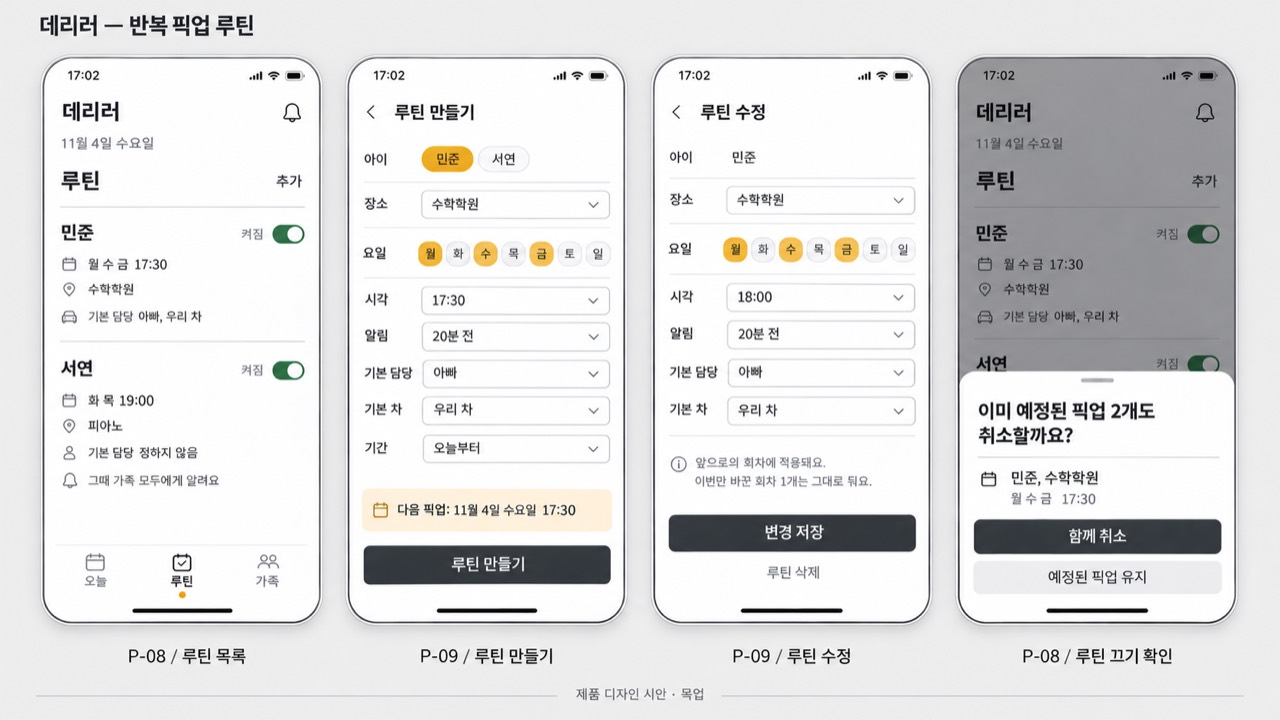 데리러 — 반복 픽업 루틴
17:02
데리러
11월 4일 수요일
루틴 추가
민준 켜짐
월 수 금 17:30
수학학원
기본 담당 아빠, 우리 차
서연 켜짐
화 목 19:00
피아노
기본 담당 정하지 않음
그때 가족 모두에게 알려요
오늘 루틴 가족
P-08 / 루틴 목록
17:02
루틴 만들기
아이 민준 서연
장소 수학학원
요일 월 화 수 목 금 토 일
시각 17:30
알림 20분 전
기본 담당 아빠
기본 차 우리 차
기간 오늘부터
다음 픽업: 11월 4일 수요일 17:30
루틴 만들기
P-09 / 루틴 만들기
17:02
루틴 수정
아이 민준
장소 수학학원
요일 월 화 수 목 금 토 일
시각 18:00
알림 20분 전
기본 담당 아빠
기본 차 우리 차
앞으로의 회차에 적용돼요.
이번만 바꾼 회차 1개는 그대로 둬요.
변경 저장
루틴 삭제
P-09 / 루틴 수정
17:02
데리러
11월 4일 수요일
루틴 추가
민준 켜짐
월 수 금 17:30
수학학원
기본 담당 아빠, 우리 차
서연 켜짐
이미 예정된 픽업 2개도
취소할까요?
민준, 수학학원
월 수 금 17:30
함께 취소
예정된 픽업 유지
P-08 / 루틴 끄기 확인
제품 디자인 시안 · 목업